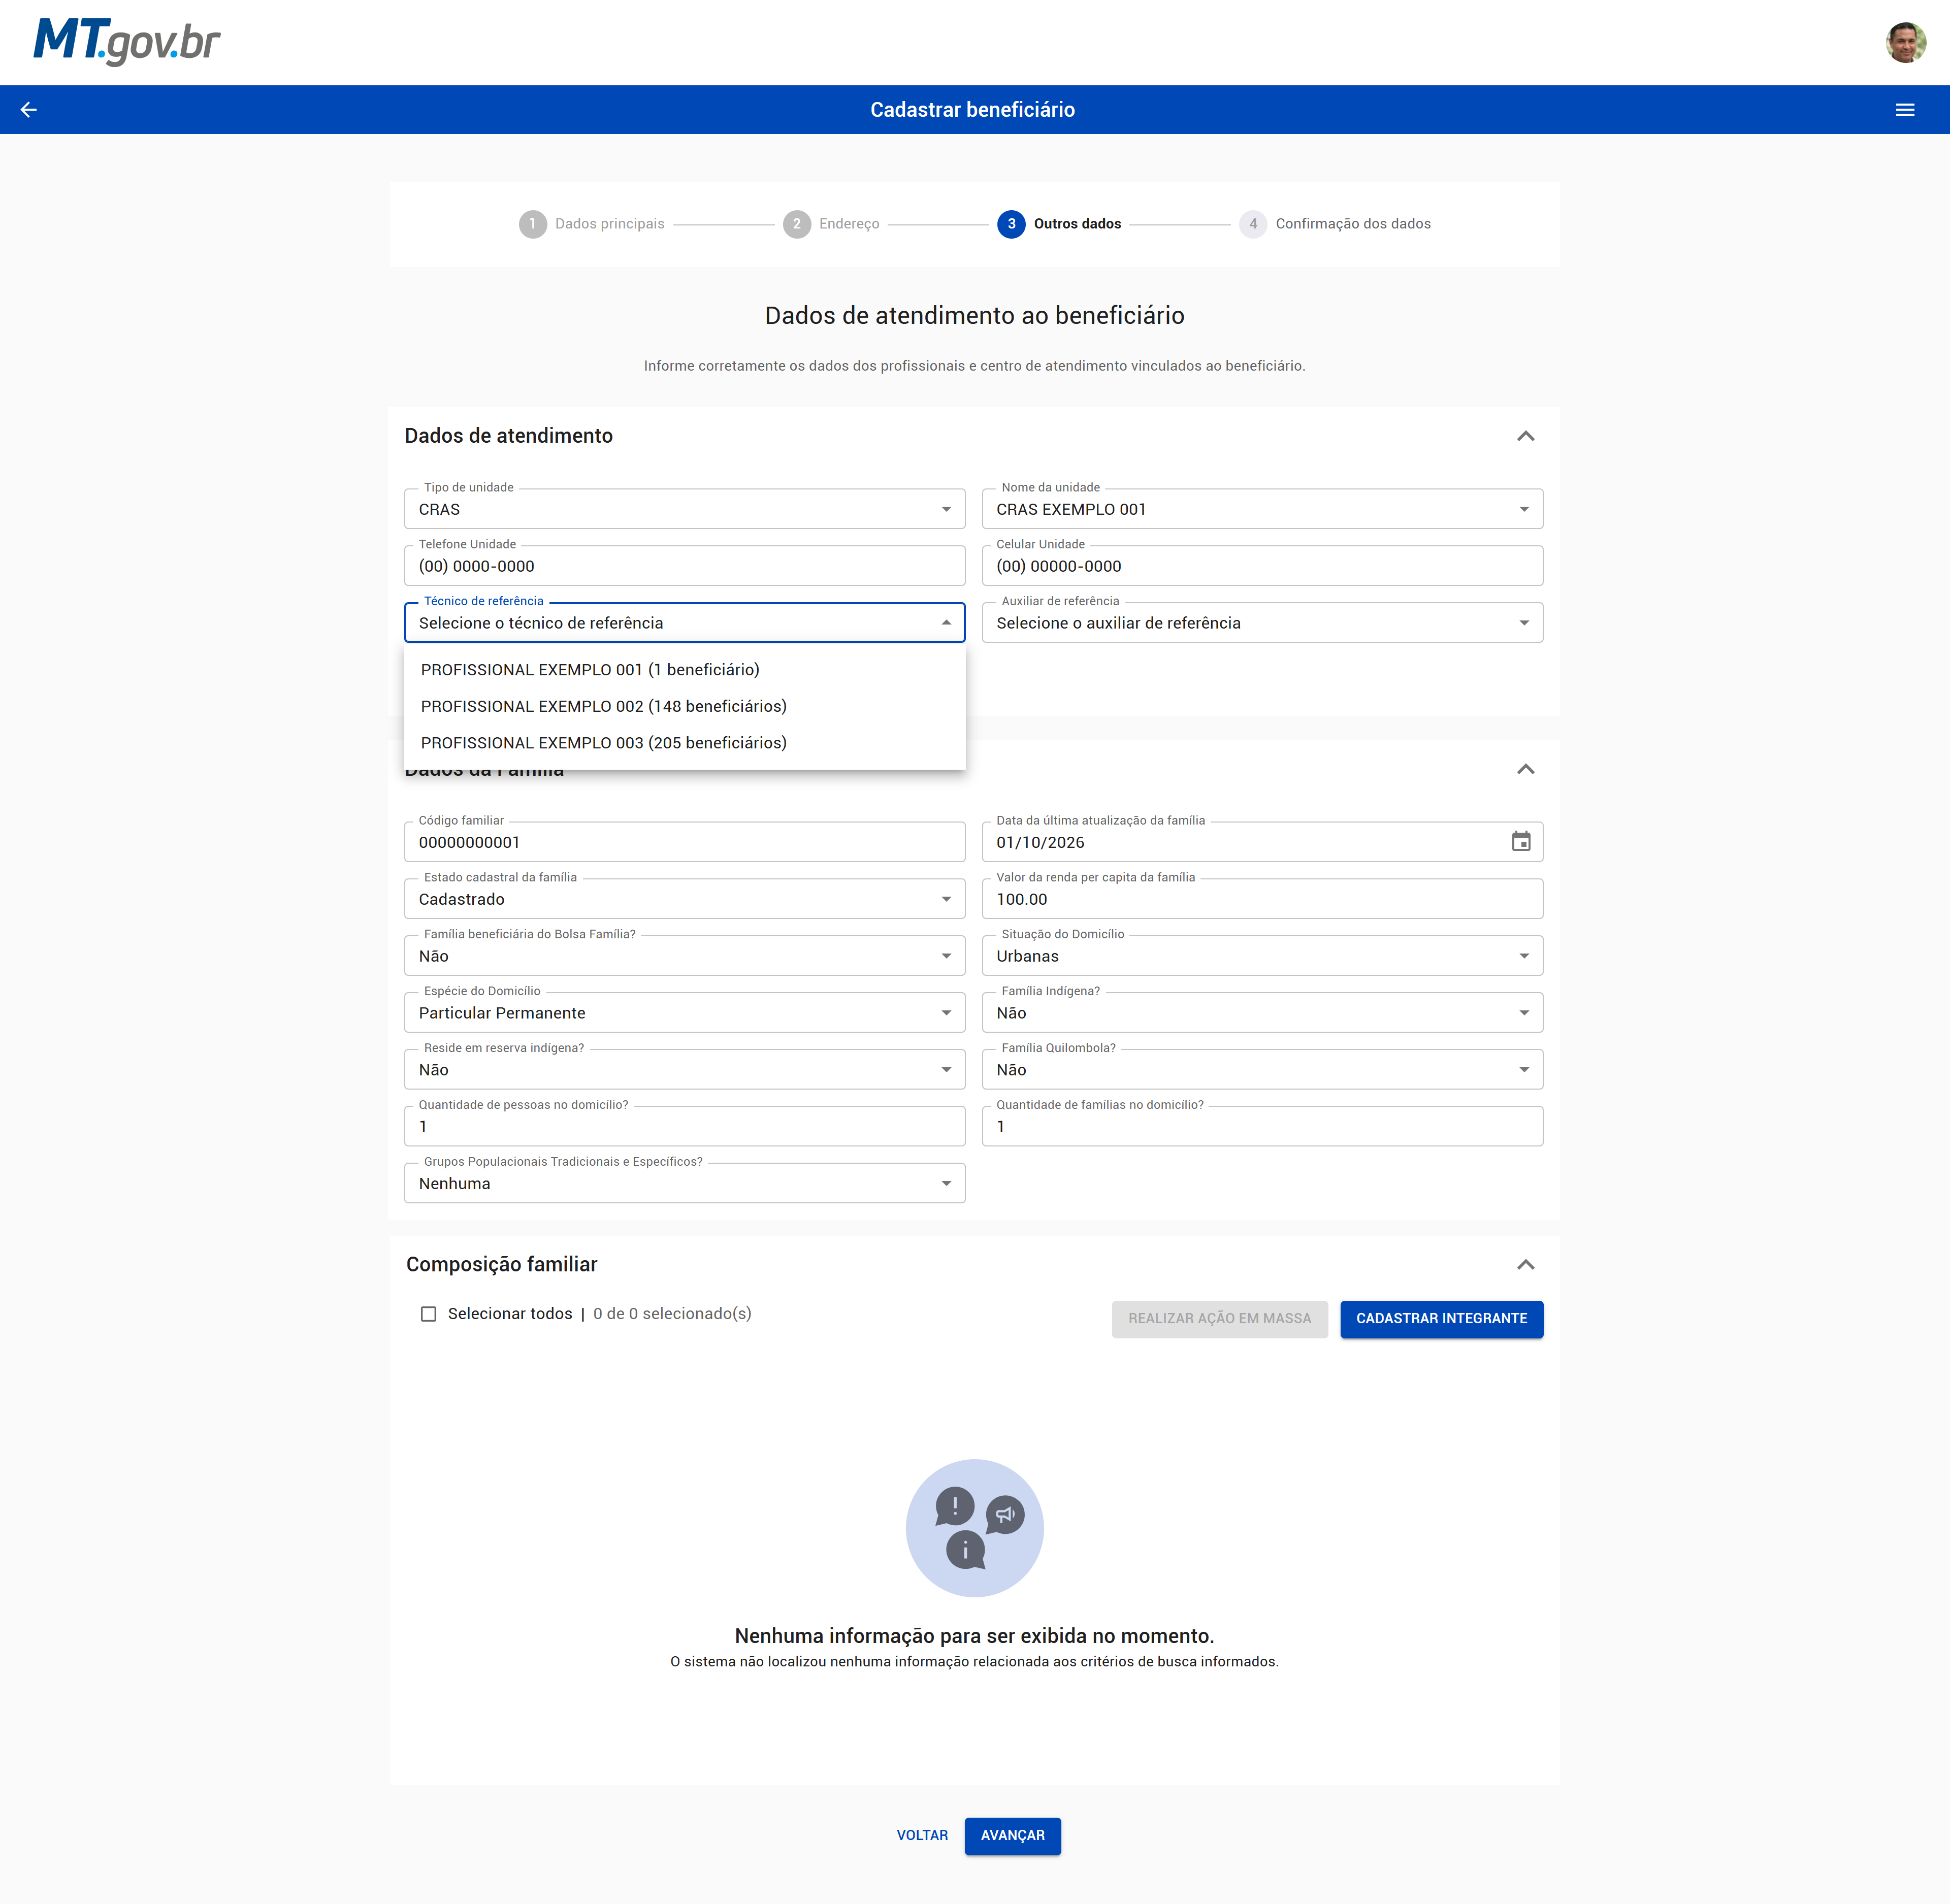 MT.gov.br
Cadastrar beneficiário
1 Dados principais 2 Endereço 3 Outros dados 4 Confirmação dos dados
Dados de atendimento ao beneficiário
Informe corretamente os dados dos profissionais e centro de atendimento vinculados ao beneficiário.
Dados de atendimento
Tipo de unidade
CRAS
Nome da unidade
CRAS EXEMPLO 001
Telefone Unidade
(00) 0000-0000
Celular Unidade
(00) 00000-0000
Técnico de referência
Selecione o técnico de referência
Auxiliar de referência
Selecione o auxiliar de referência
PROFISSIONAL EXEMPLO 001 (1 beneficiário)
PROFISSIONAL EXEMPLO 002 (148 beneficiários)
PROFISSIONAL EXEMPLO 003 (205 beneficiários)
Dados da Família
Código familiar
00000000001
Data da última atualização da família
01/10/2026
Estado cadastral da família
Cadastrado
Valor da renda per capita da família
100.00
Família beneficiária do Bolsa Família?
Não
Situação do Domicílio
Urbanas
Espécie do Domicílio
Particular Permanente
Família Indígena?
Não
Reside em reserva indígena?
Não
Família Quilombola?
Não
Quantidade de pessoas no domicílio?
1
Quantidade de famílias no domicílio?
1
Grupos Populacionais Tradicionais e Específicos?
Nenhuma
Composição familiar
Selecionar todos | 0 de 0 selecionado(s)
REALIZAR AÇÃO EM MASSA
CADASTRAR INTEGRANTE
Nenhuma informação para ser exibida no momento.
O sistema não localizou nenhuma informação relacionada aos critérios de busca informados.
VOLTAR
AVANÇAR